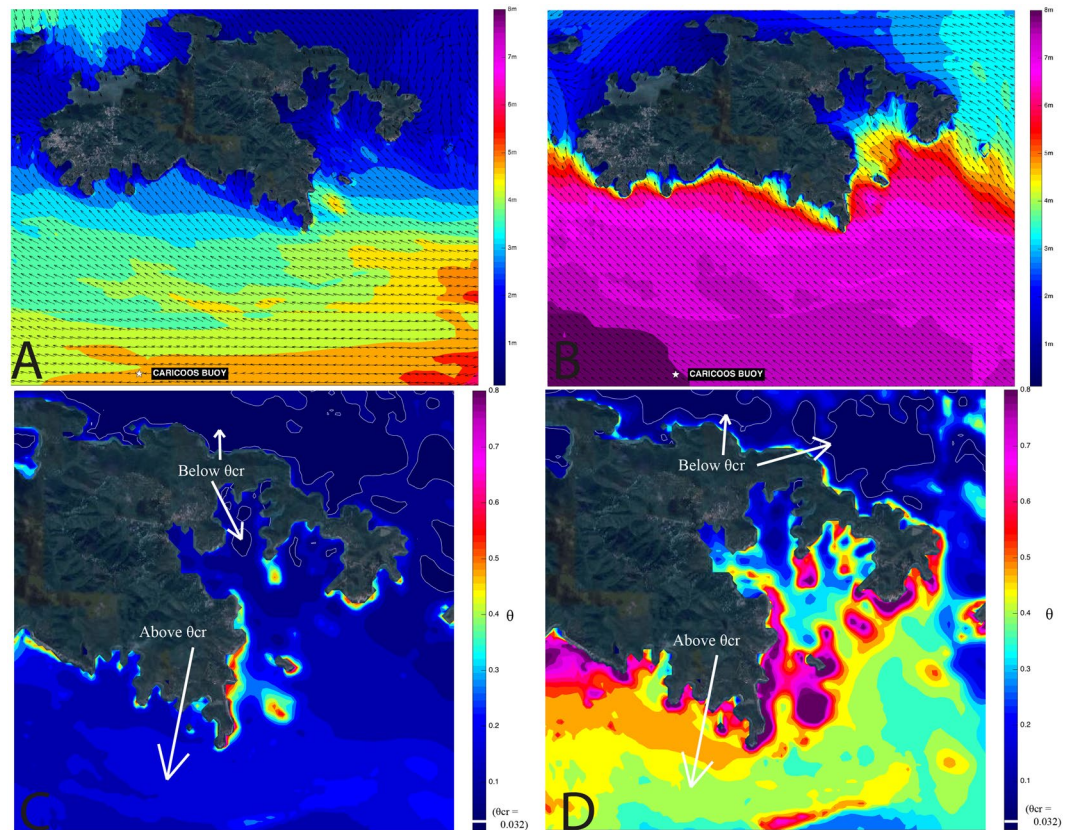 5m
7m
6m
5m
4m
3m
2m
1m
A
CARICOOS BUOY
8m
7m
6m
5m
4m
3m
2m
1m
B
CARICOOS BUOY
0.8
0.7
0.6
0.5
0.4
0.3
0.2
0.1
θ
(θcr =
0.032)
Below θcr
Above θcr
C
0.8
0.7
0.6
0.5
0.4
0.3
0.2
0.1
θ
(θcr =
0.032)
Below θcr
Above θcr
D